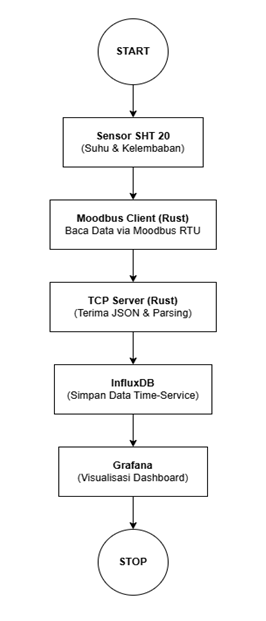 START
Sensor SHT 20
(Suhu & Kelembaban)
Moodbus Client (Rust)
Baca Data via Moodbus RTU
TCP Server (Rust)
(Terima JSON & Parsing)
InfluxDB
(Simpan Data Time-Service)
Grafana
(Visualisasi Dashboard)
STOP